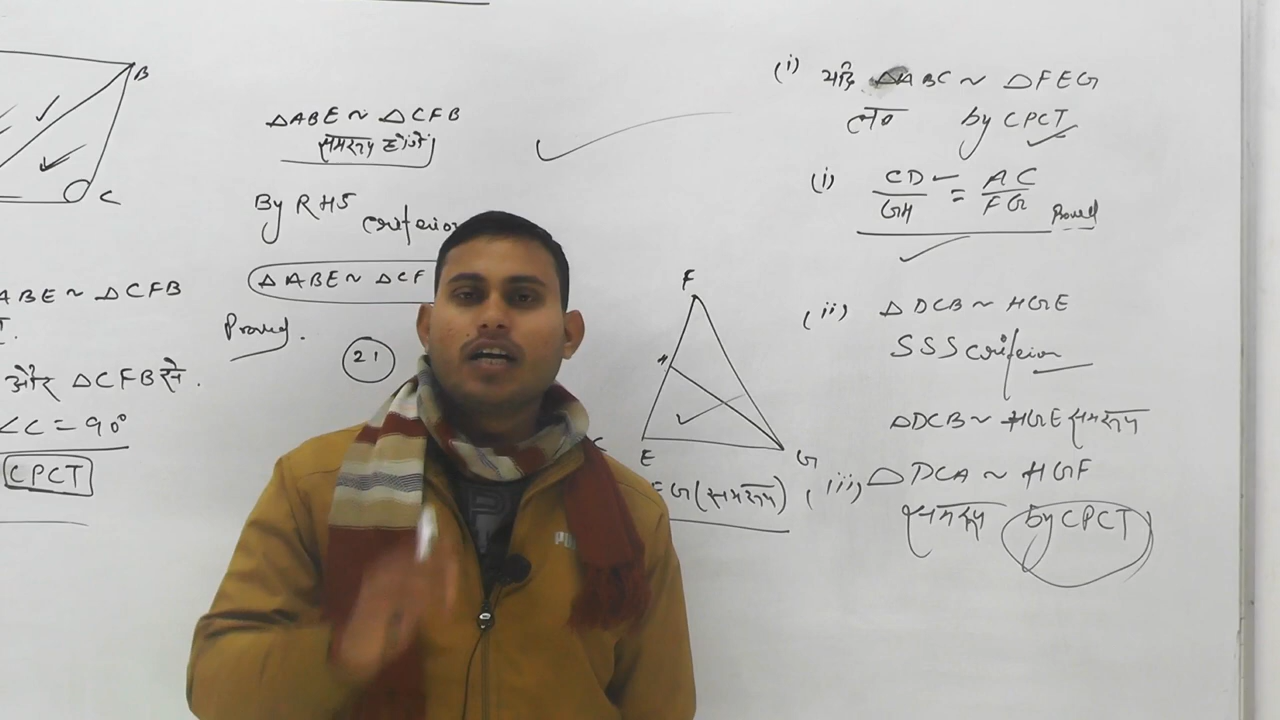 B
C
ABE ~ △CFB
और △CFB से.
∠C = 90°
CPCT
△ABE ~ △CFB
समरूप होंगे
By RHS
criterion
△ABE ~ △CF
Proved.
21
F
H
E
G
FG (समरूप)
(i) यदि △ABC ~ △FEG
तो by CPCT
(i) CD/GH = AC/FG Proved
(ii) △DCB ~ HGE
SSS criterion
△DCB ~ HGE समरूप
(iii) △DCA ~ HGF
समरूप by CPCT